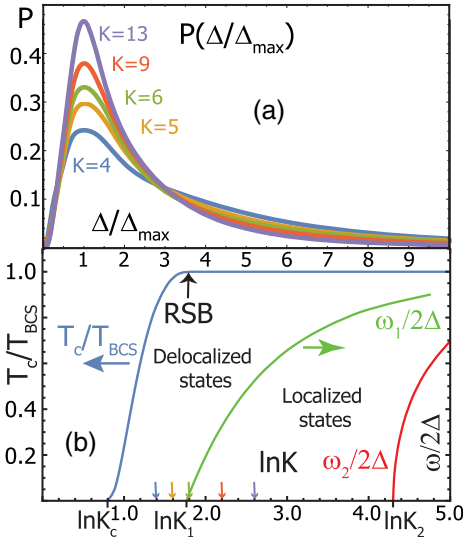 P
P(Δ/Δmax)
0.4
0.3
0.2
0.1
K=13
K=9
K=6
K=5
K=4
(a)
Δ/Δmax
1 2 3 4 5 6 7 8 9
Tc/TBCS
1.0
0.8
0.6
0.4
0.2
RSB
Tc/TBCS
Delocalized
states
ω1/2Δ
Localized
states
(b)
lnK
ω2/2Δ
ω/2Δ
lnKc 1.0 lnK1 2.0 3.0 4.0 lnK2 5.0